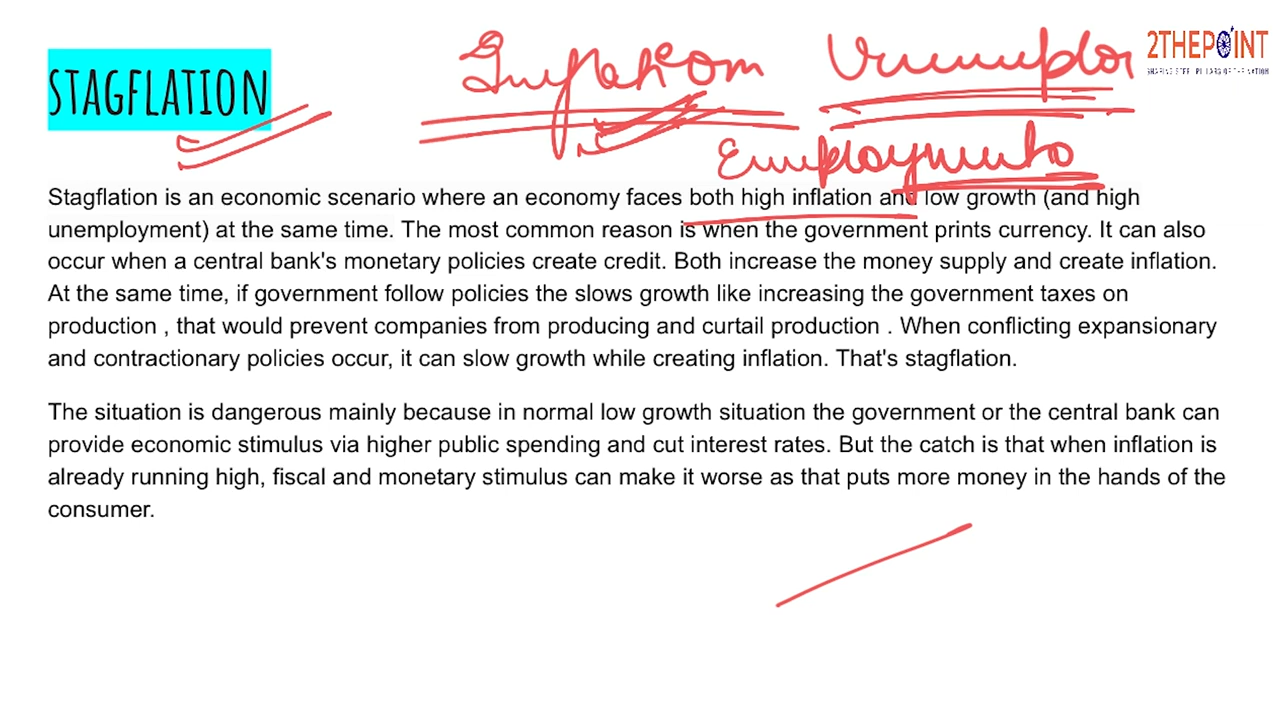 STAGFLATION
Inflation
2THEPOINT
Employment
Stagflation is an economic scenario where an economy faces both high inflation and low growth (and high
unemployment) at the same time. The most common reason is when the government prints currency. It can also
occur when a central bank's monetary policies create credit. Both increase the money supply and create inflation.
At the same time, if government follow policies the slows growth like increasing the government taxes on
production , that would prevent companies from producing and curtail production . When conflicting expansionary
and contractionary policies occur, it can slow growth while creating inflation. That's stagflation.
The situation is dangerous mainly because in normal low growth situation the government or the central bank can
provide economic stimulus via higher public spending and cut interest rates. But the catch is that when inflation is
already running high, fiscal and monetary stimulus can make it worse as that puts more money in the hands of the
consumer.